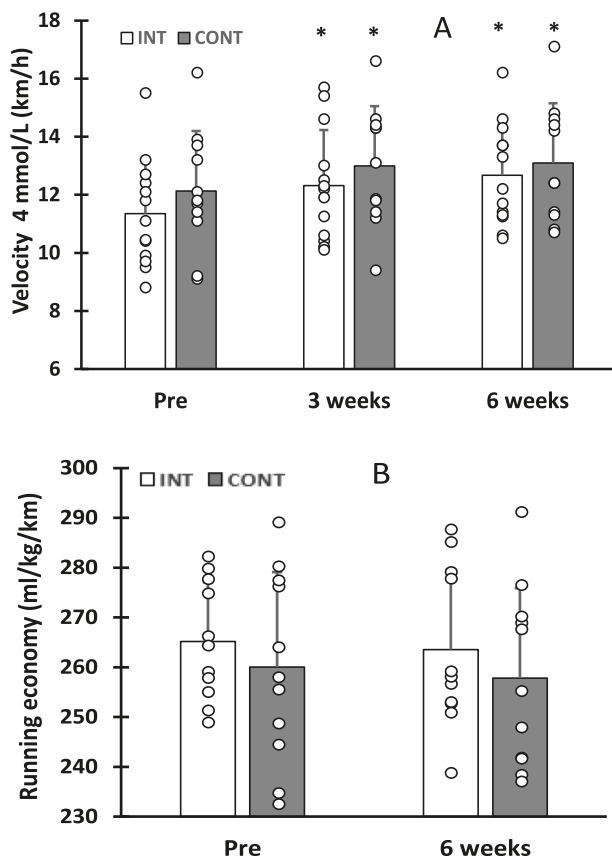 Velocity 4 mmol/L (km/h)
18
16
14
12
10
8
6
INT CONT
* * A * *
Pre 3 weeks 6 weeks
Running economy (ml/kg/km)
300
290
280
270
260
250
240
230
INT CONT B
Pre 6 weeks